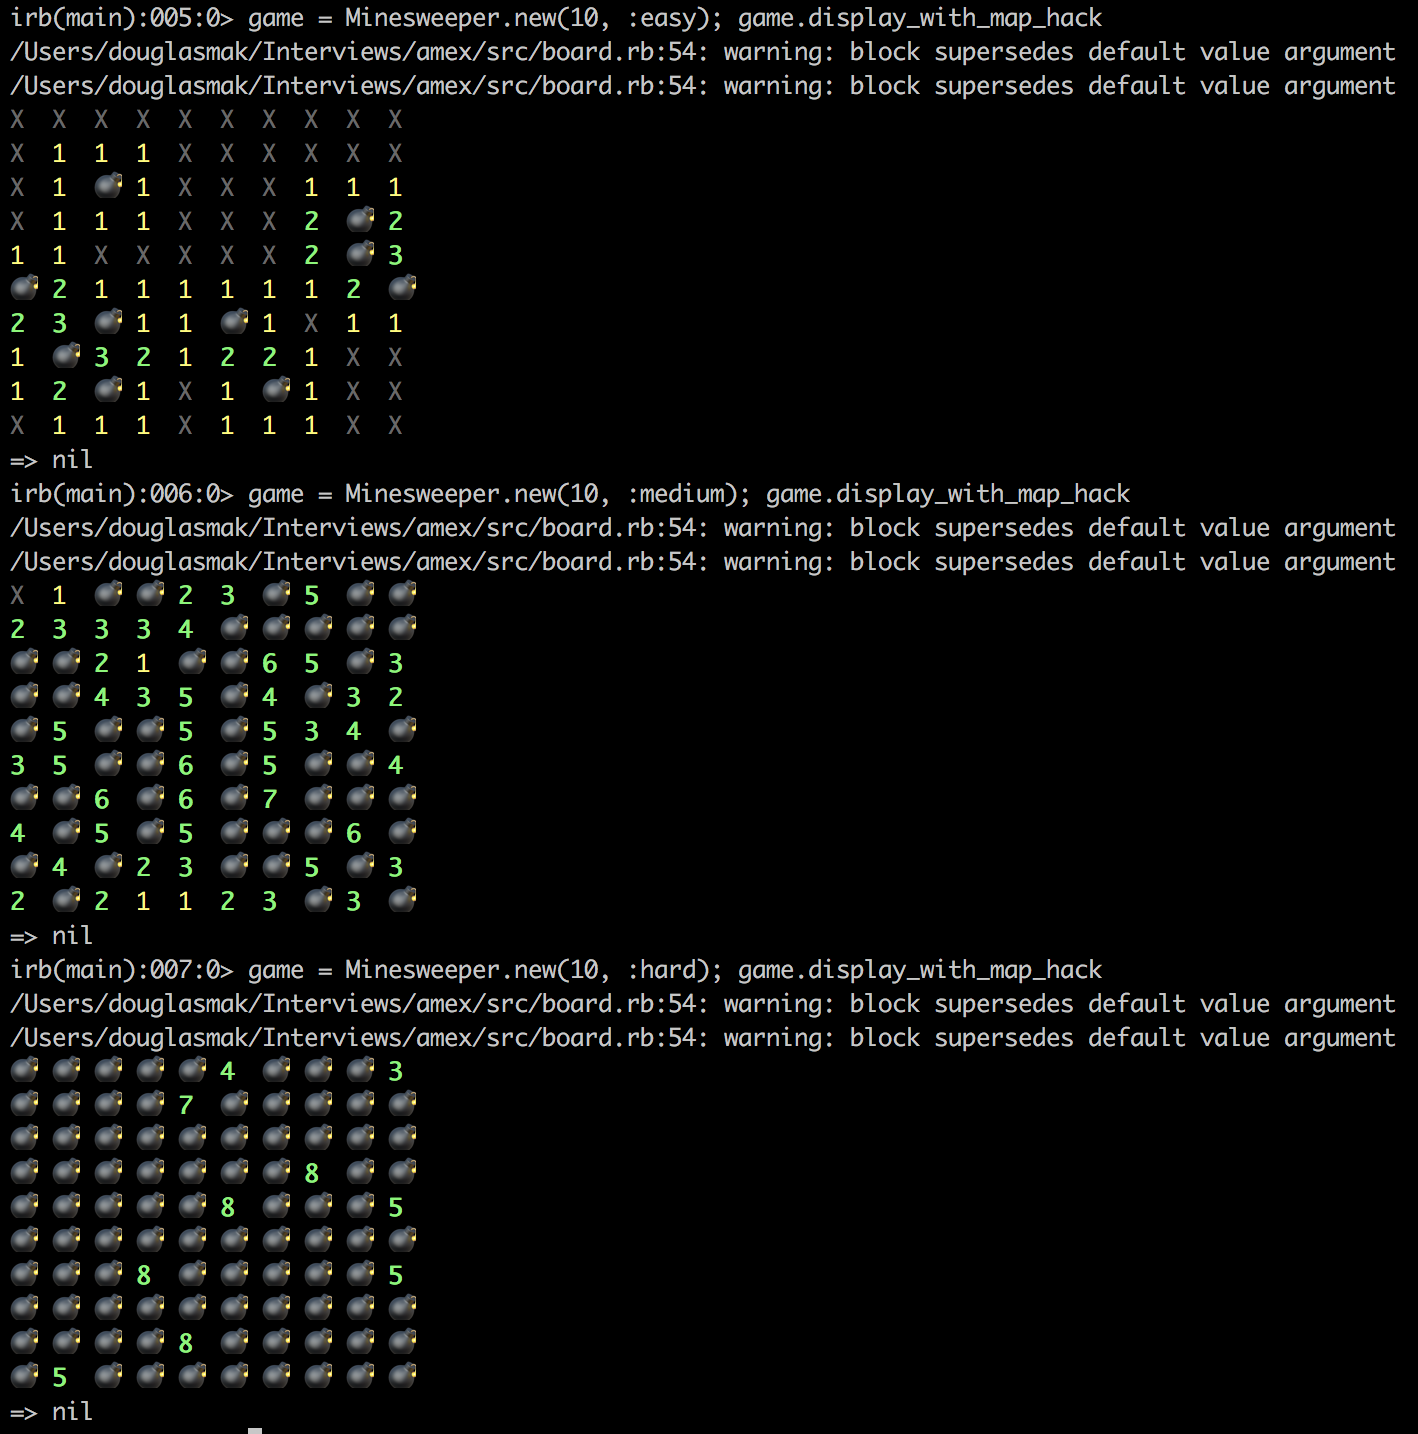 irb(main):005:0> game = Minesweeper.new(10, :easy); game.display_with_map_hack
/Users/douglasmak/Interviews/amex/src/board.rb:54: warning: block supersedes default value argument
/Users/douglasmak/Interviews/amex/src/board.rb:54: warning: block supersedes default value argument
X X X X X X X X X X
X 1 1 1 X X X X X X
X 1 💣 1 X X X 1 1 1
X 1 1 1 X X X 2 💣 2
1 1 X X X X X 2 💣 3
💣 2 1 1 1 1 1 1 2 💣
2 3 💣 1 1 💣 1 X 1 1
1 💣 3 2 1 2 2 1 X X
1 2 💣 1 X 1 💣 1 X X
X 1 1 1 X 1 1 1 X X
=> nil
irb(main):006:0> game = Minesweeper.new(10, :medium); game.display_with_map_hack
/Users/douglasmak/Interviews/amex/src/board.rb:54: warning: block supersedes default value argument
/Users/douglasmak/Interviews/amex/src/board.rb:54: warning: block supersedes default value argument
X 1 💣 💣 2 3 💣 5 💣 💣
2 3 3 3 4 💣 💣 💣 💣 💣
💣 💣 2 1 💣 💣 6 5 💣 3
💣 💣 4 3 5 💣 4 💣 3 2
💣 5 💣 💣 5 💣 5 3 4 💣
3 5 💣 💣 6 💣 5 💣 💣 4
💣 💣 6 💣 6 💣 7 💣 💣 💣
4 💣 5 💣 5 💣 💣 💣 6 💣
💣 4 💣 2 3 💣 💣 5 💣 3
2 💣 2 1 1 2 3 💣 3 💣
=> nil
irb(main):007:0> game = Minesweeper.new(10, :hard); game.display_with_map_hack
/Users/douglasmak/Interviews/amex/src/board.rb:54: warning: block supersedes default value argument
/Users/douglasmak/Interviews/amex/src/board.rb:54: warning: block supersedes default value argument
💣 💣 💣 💣 💣 4 💣 💣 💣 3
💣 💣 💣 💣 7 💣 💣 💣 💣 💣
💣 💣 💣 💣 💣 💣 💣 💣 💣 💣
💣 💣 💣 💣 💣 💣 💣 8 💣 💣
💣 💣 💣 💣 💣 8 💣 💣 💣 5
💣 💣 💣 💣 💣 💣 💣 💣 💣 💣
💣 💣 💣 8 💣 💣 💣 💣 💣 5
💣 💣 💣 💣 💣 💣 💣 💣 💣 💣
💣 💣 💣 💣 8 💣 💣 💣 💣 💣
💣 5 💣 💣 💣 💣 💣 💣 💣 💣
=> nil